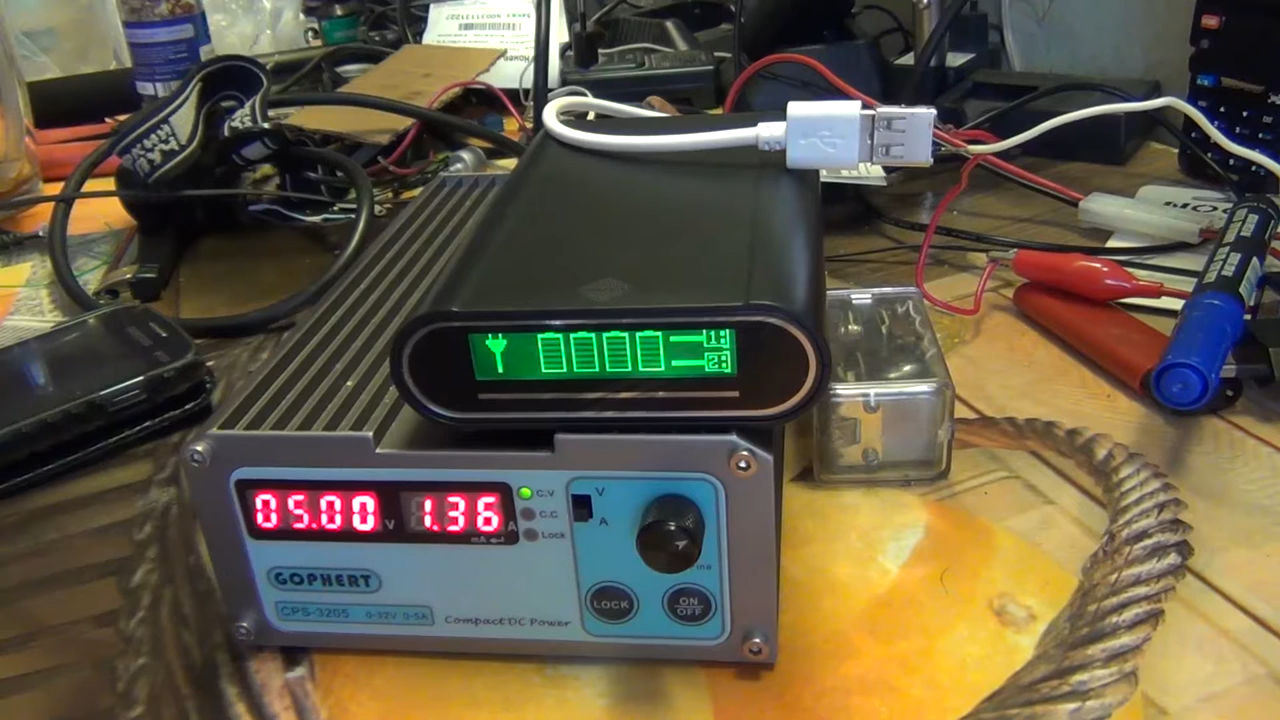 1:
2:
05.00 V 1.36 A
mA
C.V
C.C
Lock
V
A
GOPHERT
CPS-3205 0-32V 0-5A
Compact DC Power
LOCK
ON
OFF